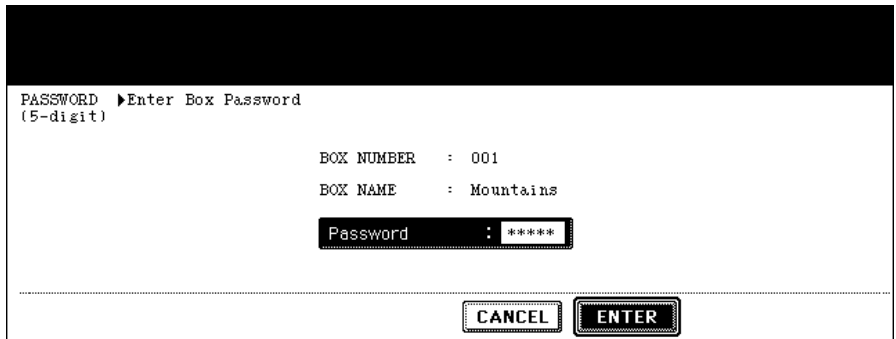 PASSWORD ▶Enter Box Password
(5-digit)
BOX NUMBER : 001
BOX NAME : Mountains
Password : *****
CANCEL ENTER